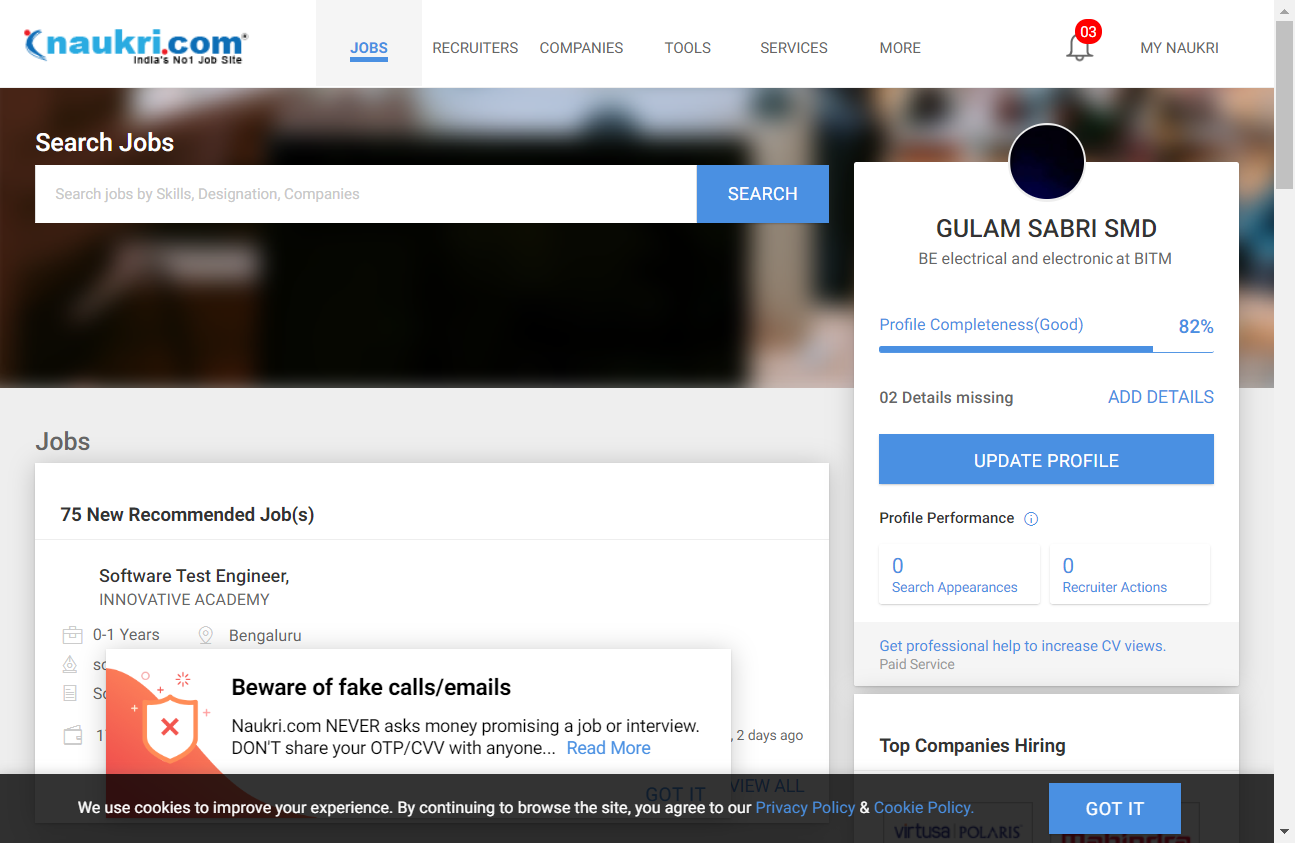 naukri.com
India's No1 Job Site
JOBS
RECRUITERS
COMPANIES
TOOLS
SERVICES
MORE
03
MY NAUKRI
Search Jobs
Search jobs by Skills, Designation, Companies
SEARCH
GULAM SABRI SMD
BE electrical and electronic at BITM
Profile Completeness(Good)
82%
02 Details missing
ADD DETAILS
UPDATE PROFILE
Profile Performance
0
Search Appearances
0
Recruiter Actions
Get professional help to increase CV views.
Paid Service
Top Companies Hiring
virtusa POLARIS
Mahindra
Jobs
75 New Recommended Job(s)
Software Test Engineer,
INNOVATIVE ACADEMY
0-1 Years
Bengaluru
, 2 days ago
VIEW ALL
Beware of fake calls/emails
Naukri.com NEVER asks money promising a job or interview.
DON'T share your OTP/CVV with anyone... Read More
GOT IT
We use cookies to improve your experience. By continuing to browse the site, you agree to our Privacy Policy & Cookie Policy.
GOT IT